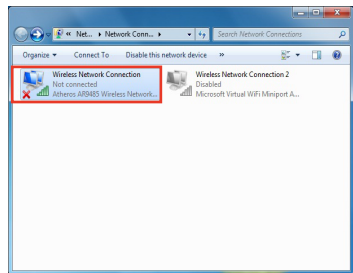 « Net... ▸ Network Conn... ▸
Search Network Connections
Organize ▾ Connect To Disable this network device »
Wireless Network Connection
Not connected
Atheros AR9485 Wireless Network...
Wireless Network Connection 2
Disabled
Microsoft Virtual WiFi Miniport A...